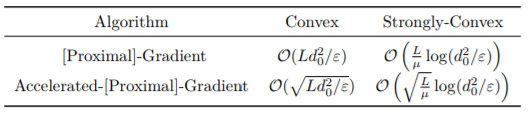 Algorithm Convex Strongly-Convex
[Proximal]-Gradient $\mathcal{O}(Ld_0^2/\varepsilon)$ $\mathcal{O}\left(\frac{L}{\mu}\log(d_0^2/\varepsilon)\right)$
Accelerated-[Proximal]-Gradient $\mathcal{O}(\sqrt{Ld_0^2/\varepsilon})$ $\mathcal{O}\left(\sqrt{\frac{L}{\mu}}\log(d_0^2/\varepsilon)\right)$